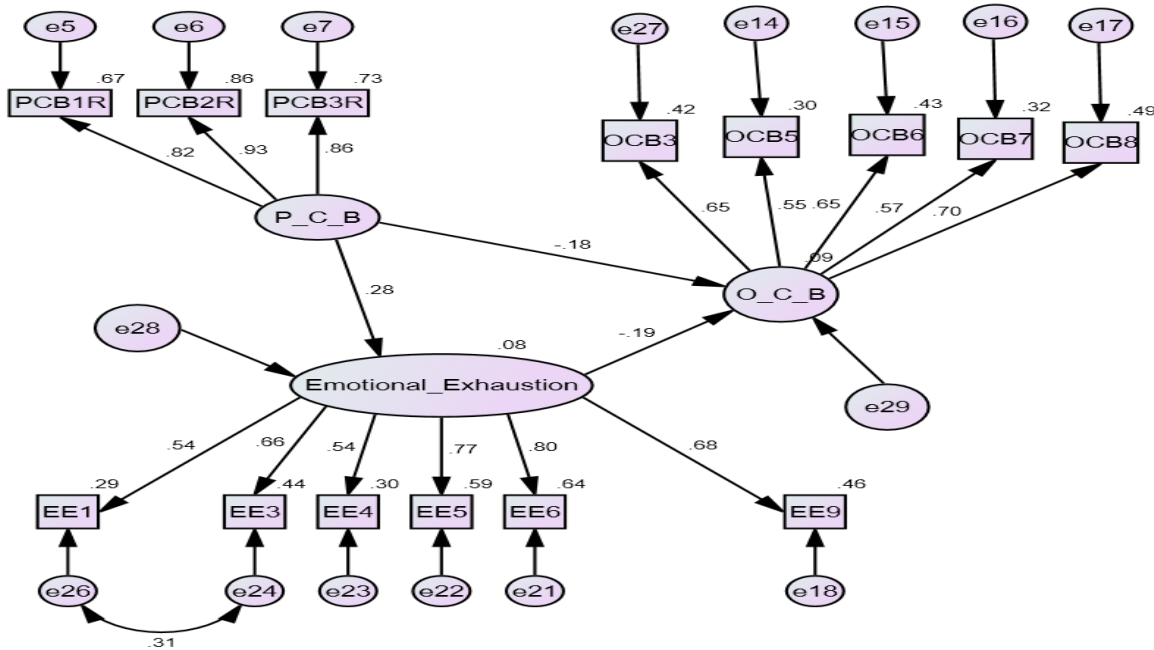 e5 e6 e7 e27 e14 e15 e16 e17
.67 .86 .73 .42 .30 .43 .32 .49
PCB1R PCB2R PCB3R OCB3 OCB5 OCB6 OCB7 OCB8
.82 .93 .86
.65 .55 .65 .57 .70
P_C_B
-.18
.09
O_C_B
.28
e28
-.19
.08
Emotional_Exhaustion
e29
.54 .66 .54 .77 .80 .68
.29 .44 .30 .59 .64 .46
EE1 EE3 EE4 EE5 EE6 EE9
e26 e24 e23 e22 e21 e18
.31